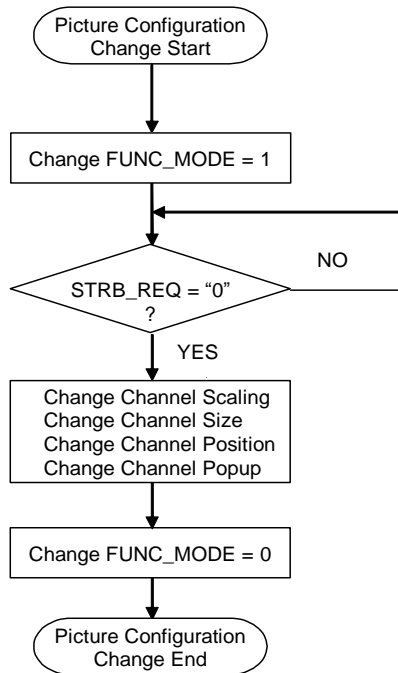 Picture Configuration
Change Start
Change FUNC_MODE = 1
NO
STRB_REQ = “0”
?
YES
Change Channel Scaling
Change Channel Size
Change Channel Position
Change Channel Popup
Change FUNC_MODE = 0
Picture Configuration
Change End